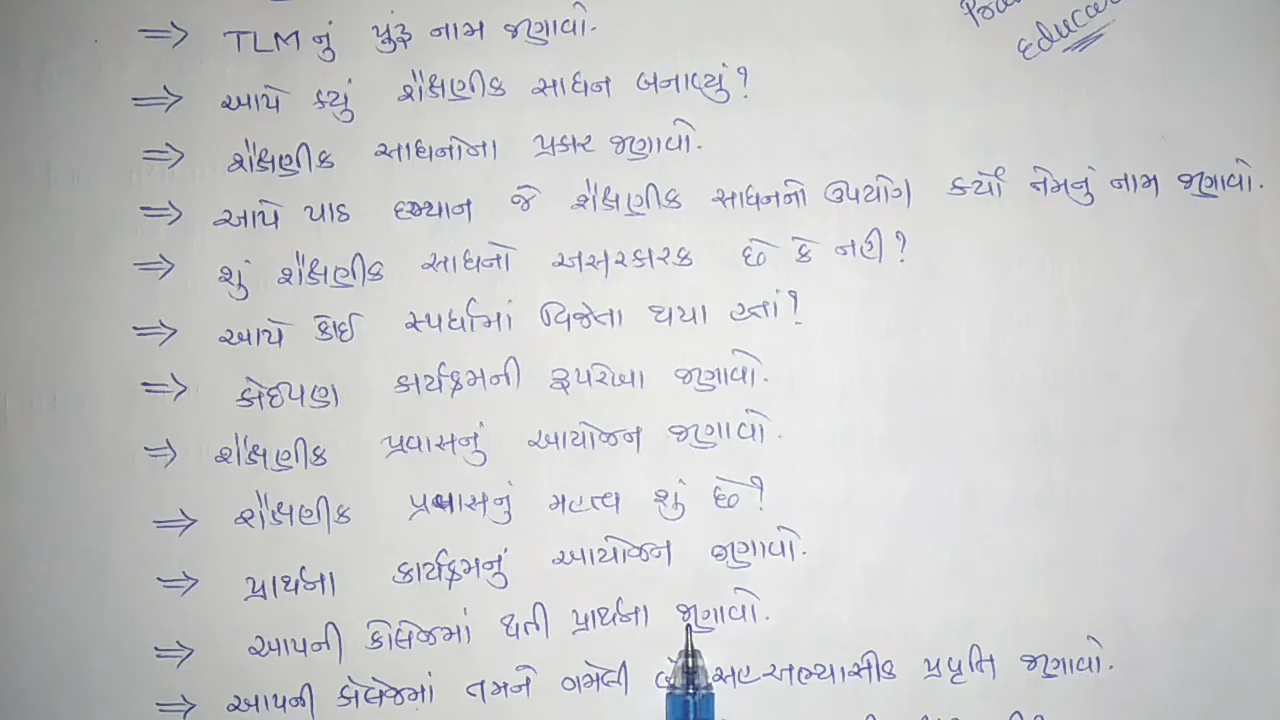 Educa
⇒ TLM નું પુરૂ નામ જણાવો.
⇒ આપે ક્યું શૈક્ષણીક સાધન બનાવ્યું?
⇒ શૈક્ષણીક સાધનોના પ્રકાર જણાવો.
⇒ આપે પાઠ દરમ્યાન જે શૈક્ષણીક સાધનનો ઉપયોગ કર્યો તેમનું નામ જણાવો.
⇒ શું શૈક્ષણીક સાધનો અસરકારક છે કે નહી?
⇒ આપે કોઈ સ્પર્ધામાં વિજેતા થયા હતાં?
⇒ કોઈપણ કાર્યક્રમની રૂપરેખા જણાવો.
⇒ શૈક્ષણીક પ્રવાસનું આયોજન જણાવો.
⇒ શૈક્ષણીક પ્રવાસનું મહત્વ શું છે?
⇒ પ્રાર્થના કાર્યક્રમનું આયોજન જણાવો.
⇒ આપની કોલેજમાં થતી પ્રાર્થના જણાવો.
⇒ આપની કોલેજમાં તમને ગમેલી સહઅભ્યાસીક પ્રવૃતિ જણાવો.